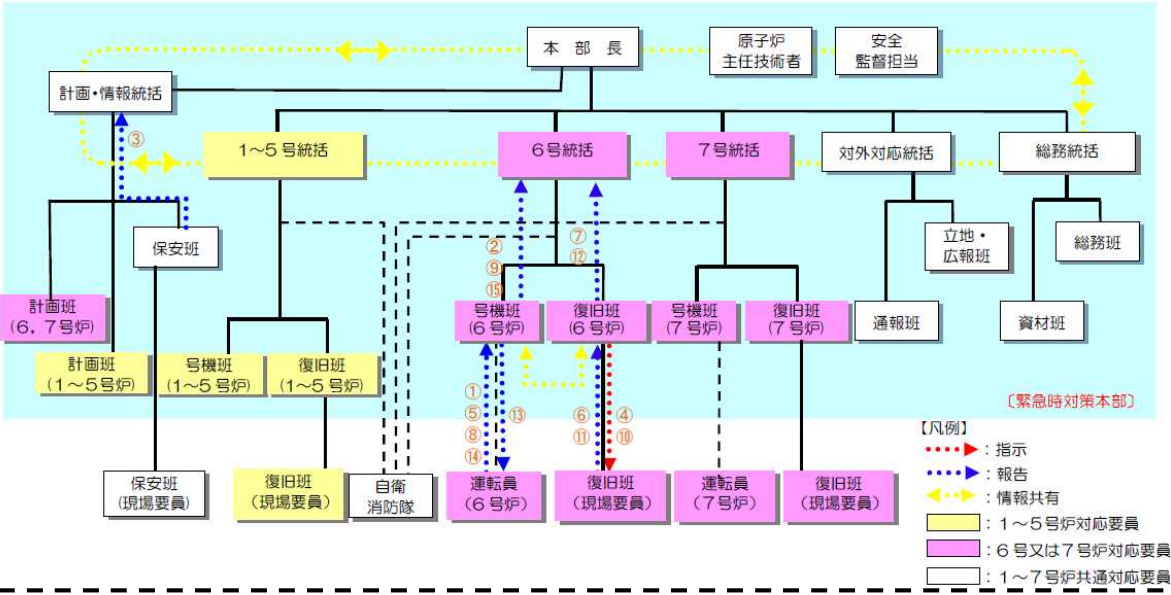 本部長
原子炉
主任技術者
安全
監督担当
計画・情報統括
③
1～5号統括
6号統括
7号統括
対外対応統括
総務統括
保安班
②
⑨
⑮
⑦
⑫
立地・
広報班
総務班
計画班
(6,7号炉)
号機班
(6号炉)
復旧班
(6号炉)
号機班
(7号炉)
復旧班
(7号炉)
通報班
資材班
計画班
(1～5号炉)
号機班
(1～5号炉)
復旧班
(1～5号炉)
①
⑤
⑧
⑭
⑬
⑥
⑪
④
⑩
〔緊急時対策本部〕
保安班
(現場要員)
復旧班
(現場要員)
自衛
消防隊
運転員
(6号炉)
復旧班
(現場要員)
運転員
(7号炉)
復旧班
(現場要員)
【凡例】
：指示
：報告
：情報共有
：1～5号炉対応要員
：6号又は7号炉対応要員
：1～7号炉共通対応要員